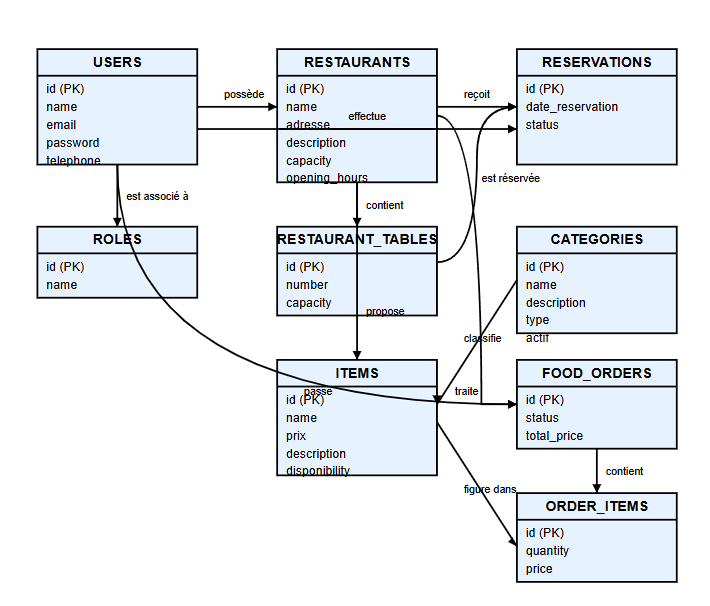 USERS
id (PK)
name
email
password
telephone
possède
RESTAURANTS
id (PK)
name
adresse
description
capacity
opening_hours
reçoit
effectue
RESERVATIONS
id (PK)
date_reservation
status
est associé à
contient
est réservée
ROLES
id (PK)
name
RESTAURANT_TABLES
id (PK)
number
capacity
propose
CATEGORIES
id (PK)
name
description
type
actif
classifie
ITEMS
id (PK)
name
prix
description
disponibility
passe
traite
FOOD_ORDERS
id (PK)
status
total_price
contient
figure dans
ORDER_ITEMS
id (PK)
quantity
price